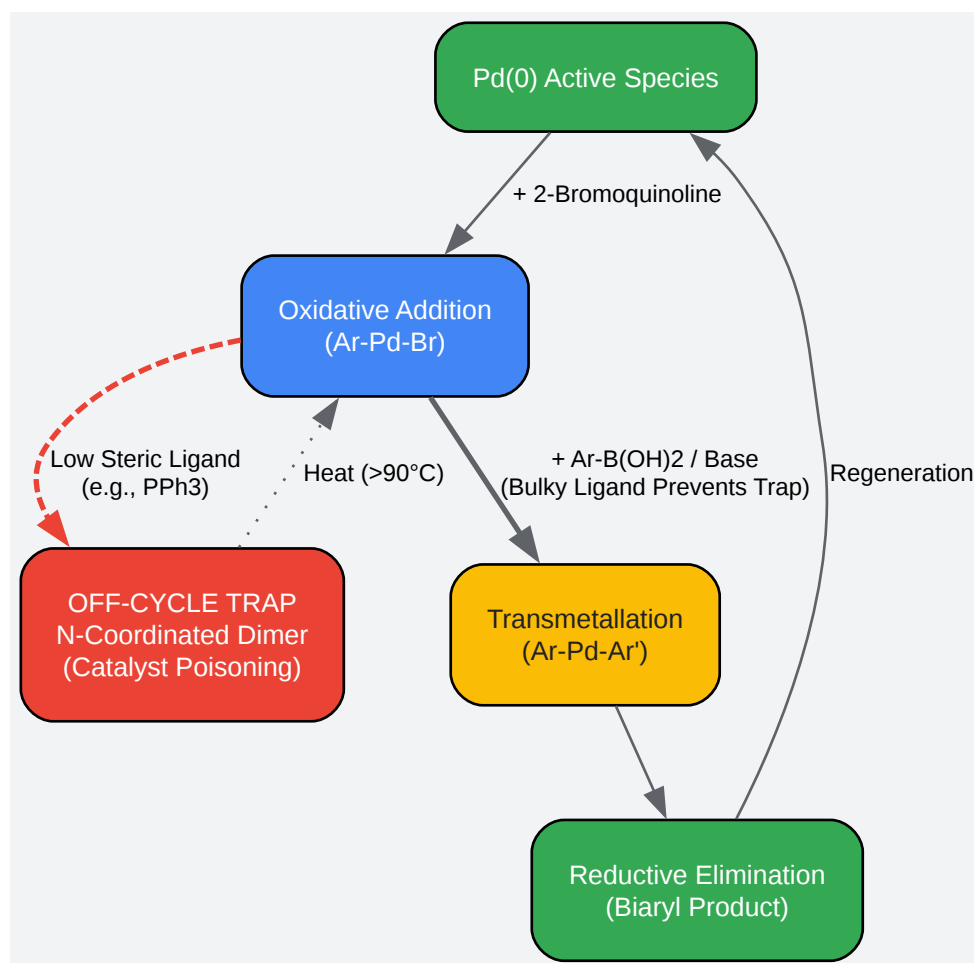 Pd(0) Active Species
+ 2-Bromoquinoline
Oxidative Addition
(Ar-Pd-Br)
Low Steric Ligand
(e.g., PPh3)
Heat (>90°C)
+ Ar-B(OH)2 / Base
(Bulky Ligand Prevents Trap)
Regeneration
OFF-CYCLE TRAP
N-Coordinated Dimer
(Catalyst Poisoning)
Transmetallation
(Ar-Pd-Ar')
Reductive Elimination
(Biaryl Product)